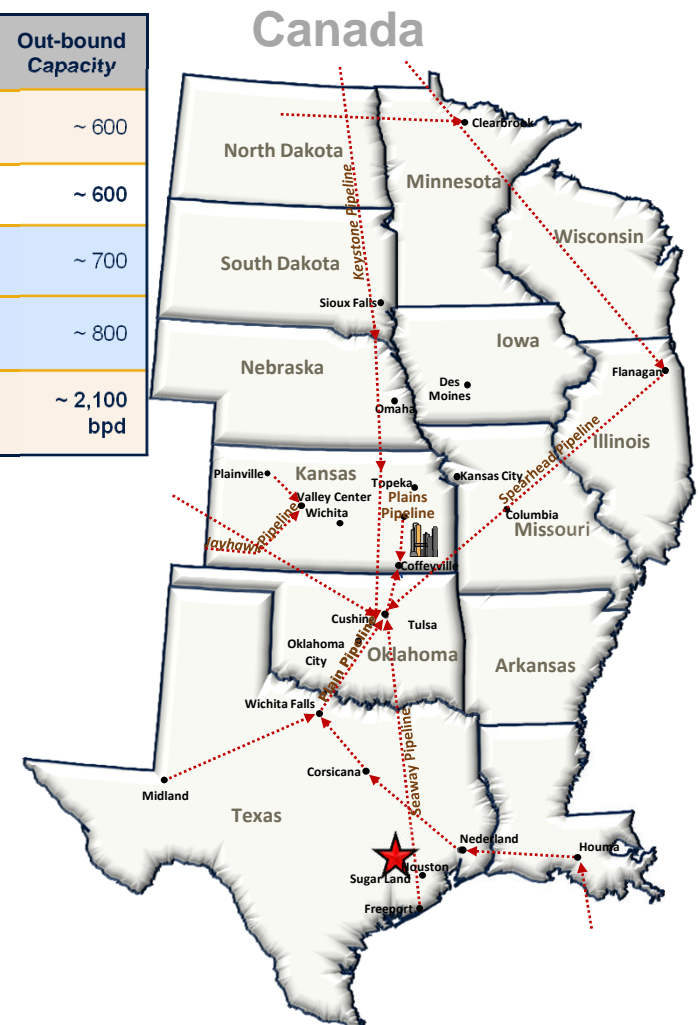 Canada
Out-bound
Capacity
~ 600
~ 600
~ 700
~ 800
~ 2,100
bpd
Clearbrook
North Dakota
Minnesota
Keystone Pipeline
Wisconsin
South Dakota
Sioux Falls
Iowa
Nebraska
Flanagan
Des
Moines
Omaha
Illinois
Spearhead Pipeline
Plainville
Kansas
Topeka
Kansas City
Valley Center
Plains
Pipeline
Wichita
Columbia
Missouri
Jayhawk Pipeline
Coffeyville
Cushing
Tulsa
Oklahoma
City
Oklahoma
Arkansas
Plain Pipeline
Wichita Falls
Seaway Pipeline
Corsicana
Midland
Texas
Nederland
Houma
Houston
Sugar Land
Freeport